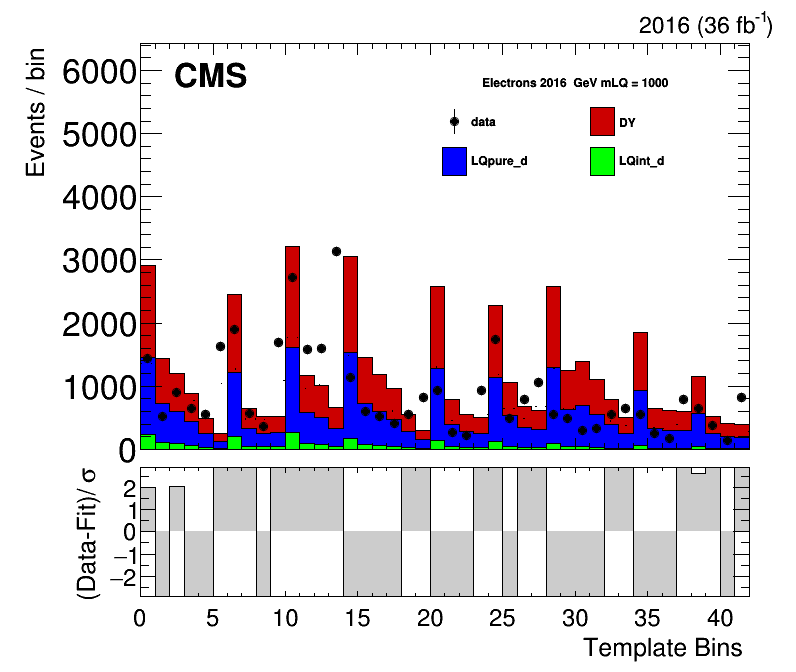 2016 (36 fb-1)
Events / bin
CMS
Electrons 2016 GeV mLQ = 1000
data
DY
LQpure_d
LQint_d
6000
5000
4000
3000
2000
1000
0
(Data-Fit)/ σ
2
1
0
−1
−2
0 5 10 15 20 25 30 35 40
Template Bins